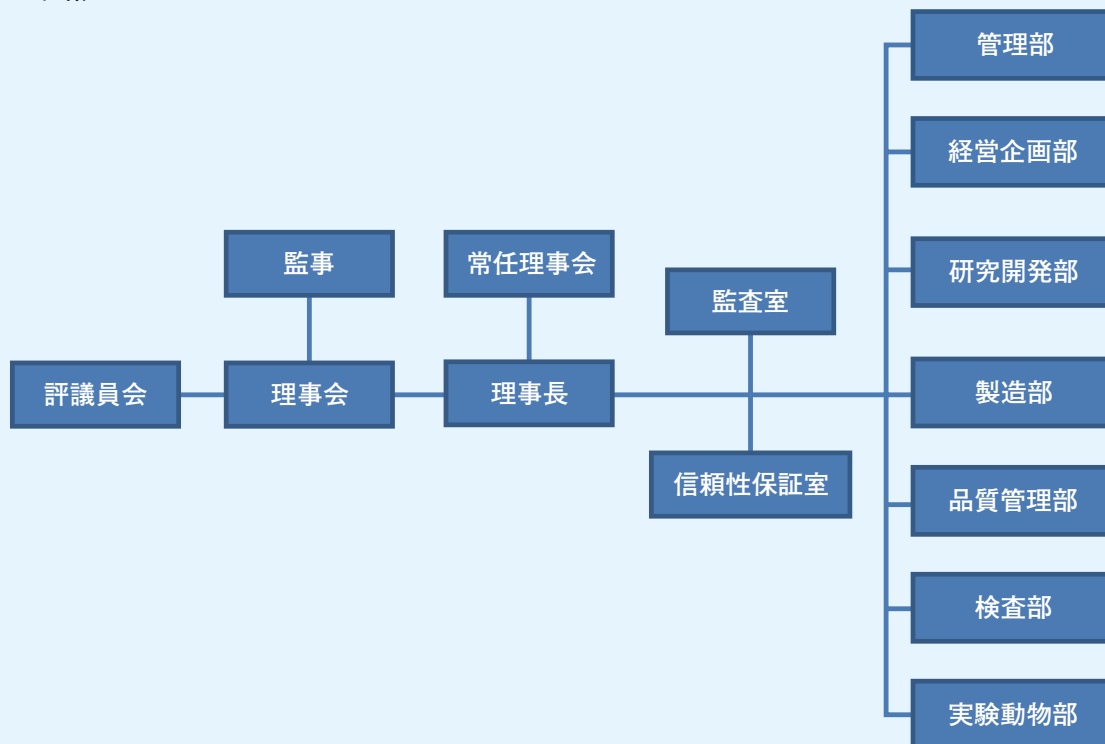 管理部
経営企画部
監事
常任理事会
研究開発部
監査室
評議員会
理事会
理事長
製造部
信頼性保証室
品質管理部
検査部
実験動物部